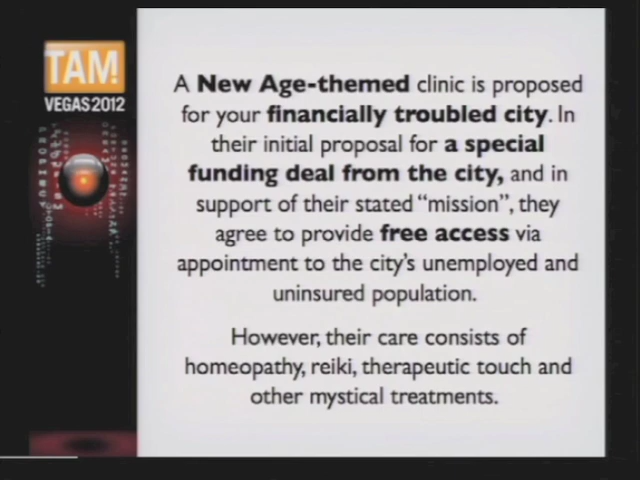 TAM!
VEGAS2012
A New Age-themed clinic is proposed
for your financially troubled city. In
their initial proposal for a special
funding deal from the city, and in
support of their stated “mission”, they
agree to provide free access via
appointment to the city’s unemployed and
uninsured population.
However, their care consists of
homeopathy, reiki, therapeutic touch and
other mystical treatments.